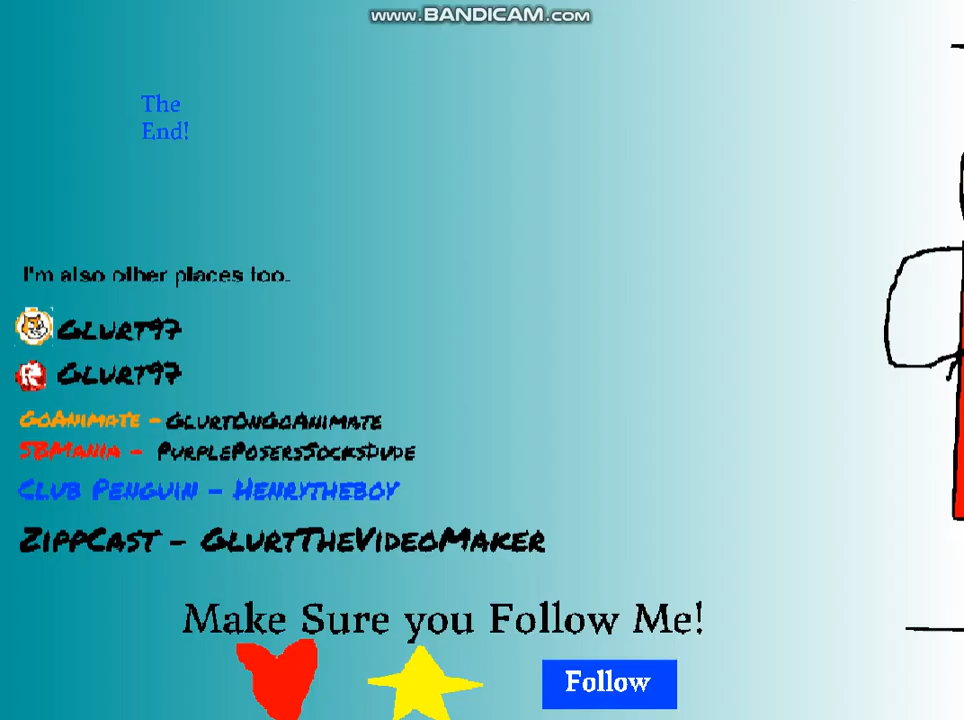 www.BANDICAM.com
The
End!
I'm also other places too.
Glurt97
Glurt97
GoAnimate - GlurtOnGoAnimate
SBMania - PurplePosersSocksDude
Club Penguin - Henrytheboy
ZippCast - GlurtTheVideoMaker
Make Sure you Follow Me!
Follow